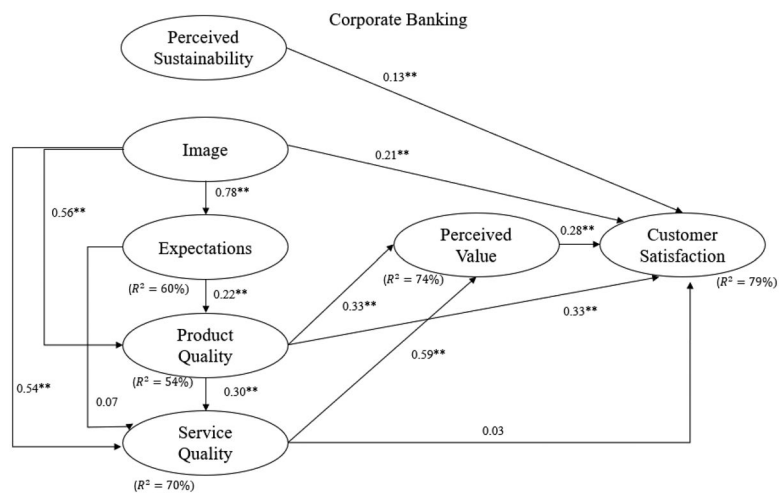 Corporate Banking
Perceived
Sustainability
0.13**
Image
0.21**
0.78**
0.56**
Expectations
Perceived
Value
0.28**
Customer
Satisfaction
(R² = 60%)
(R² = 74%)
(R² = 79%)
0.22**
0.33**
0.33**
Product
Quality
0.59**
(R² = 54%)
0.30**
0.54**
0.07
Service
Quality
0.03
(R² = 70%)